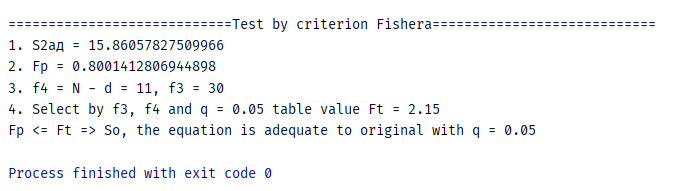 ============================Test by criterion Fishera============================
1. S2ад = 15.86057827509966
2. Fp = 0.8001412806944898
3. f4 = N - d = 11, f3 = 30
4. Select by f3, f4 and q = 0.05 table value Ft = 2.15
Fp <= Ft => So, the equation is adequate to original with q = 0.05
Process finished with exit code 0